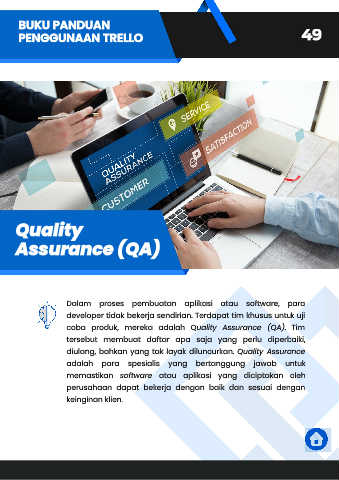 BUKU PANDUAN
PENGGUNAAN TRELLO
49
SERVICE
SATISFACTION
QUALITY
ASSURANCE
CUSTOMER
Quality
Assurance (QA)
Dalam proses pembuatan aplikasi atau software, para
developer tidak bekerja sendirian. Terdapat tim khusus untuk uji
coba produk, mereka adalah Quality Assurance (QA). Tim
tersebut membuat daftar apa saja yang perlu diperbaiki,
diulang, bahkan yang tak layak diluncurkan. Quality Assurance
adalah para spesialis yang bertanggung jawab untuk
memastikan software atau aplikasi yang diciptakan oleh
perusahaan dapat bekerja dengan baik dan sesuai dengan
keinginan klien.